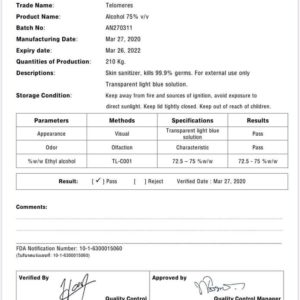 Trade Name: Telomeres
Product Name: Alcohol 75% v/v
Batch No: AN270311
Manufacturing Date: Mar 27, 2020
Expiry date: Mar 26, 2022
Quantities of Production: 210 Kg.
Descriptions: Skin sanitizer, kills 99.9% germs. For external use only
Transparent light blue solution.
Storage Condition: Keep away from fire and sources of ignition, avoid exposure to
direct sunlight. Keep lid tightly closed. Keep out of reach of children.
Parameters Methods Specifications Results
Appearance Visual Transparent light blue solution Pass
Odor Olfaction Characteristic Pass
%w/w Ethyl alcohol TL-C001 72.5 - 75 %w/w 72.5 - 75 %w/w
Result: [ ✓ ] Pass [ ] Reject Verified Date : Mar 27, 2020
Comments:
FDA Notification Number: 10-1-6300015060
(ใบรับจดแจ้งเลขที่: 10-1-6300015060)
Verified By Approved By
Quality Control Quality Control Manager